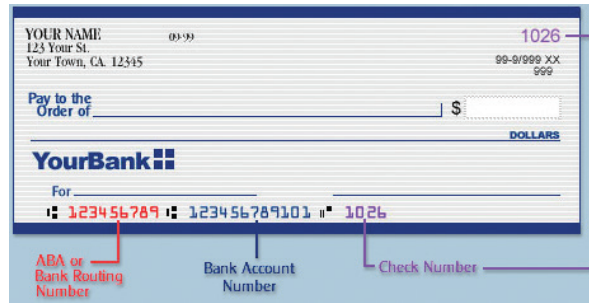 YOUR NAME 09-99 1026
123 Your St.
Your Town, CA. 12345 99-9/999 XX
999
Pay to the
Order of $
DOLLARS
YourBank
For
⑆ 123456789 ⑆ 123456789101 ⑈ 1026
ABA or
Bank Routing
Number
Bank Account
Number
Check Number